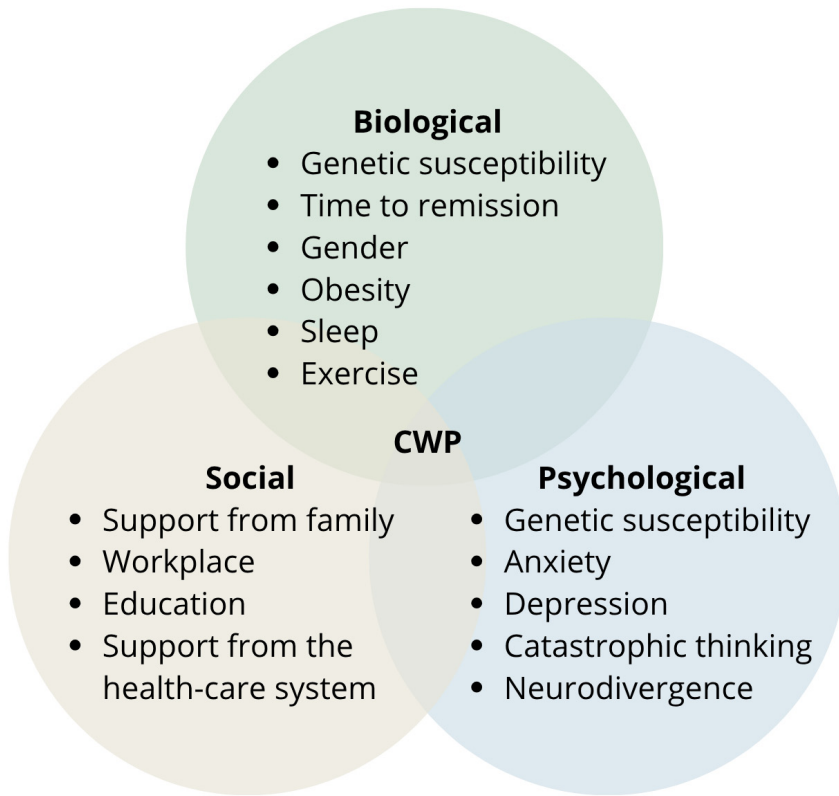 Biological
• Genetic susceptibility
• Time to remission
• Gender
• Obesity
• Sleep
• Exercise
CWP
Social
• Support from family
• Workplace
• Education
• Support from the
health-care system
Psychological
• Genetic susceptibility
• Anxiety
• Depression
• Catastrophic thinking
• Neurodivergence